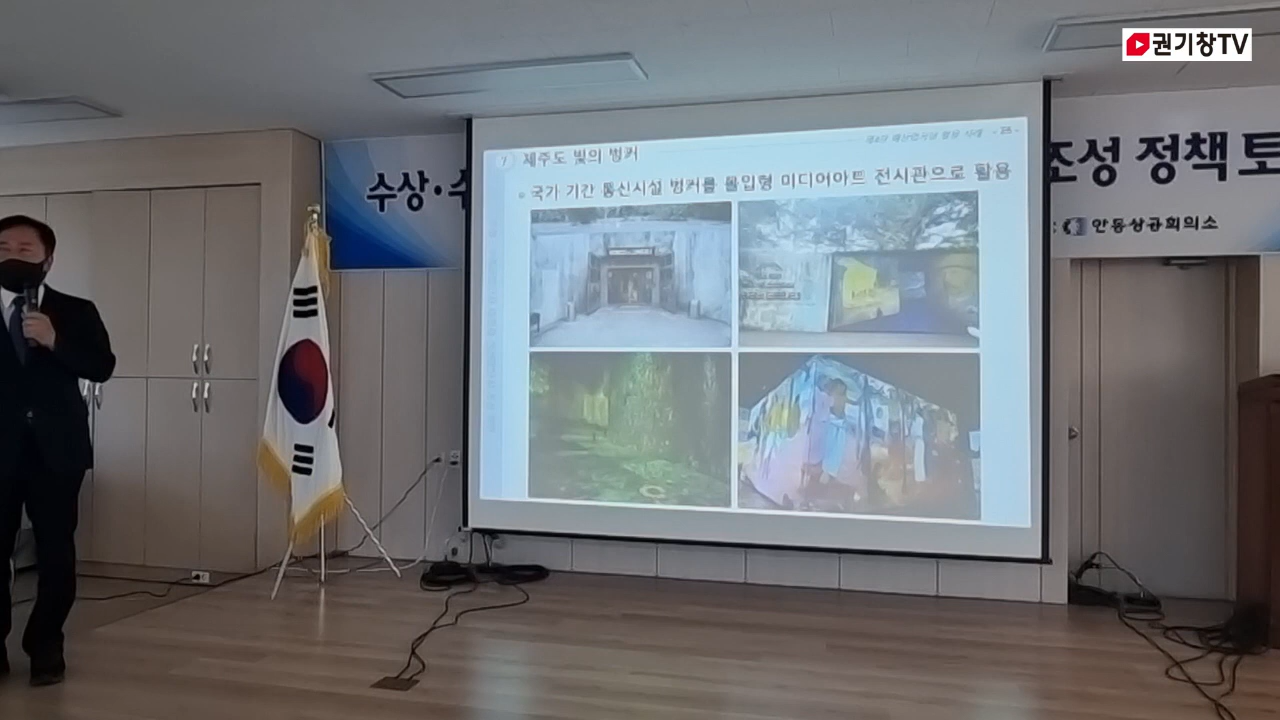 권기창TV
수상·수
조성 정책 토
안동상공회의소
7 제주도 빛의 벙커
국가 기간 통신시설 벙커를 몰입형 미디어아트 전시관으로 활용